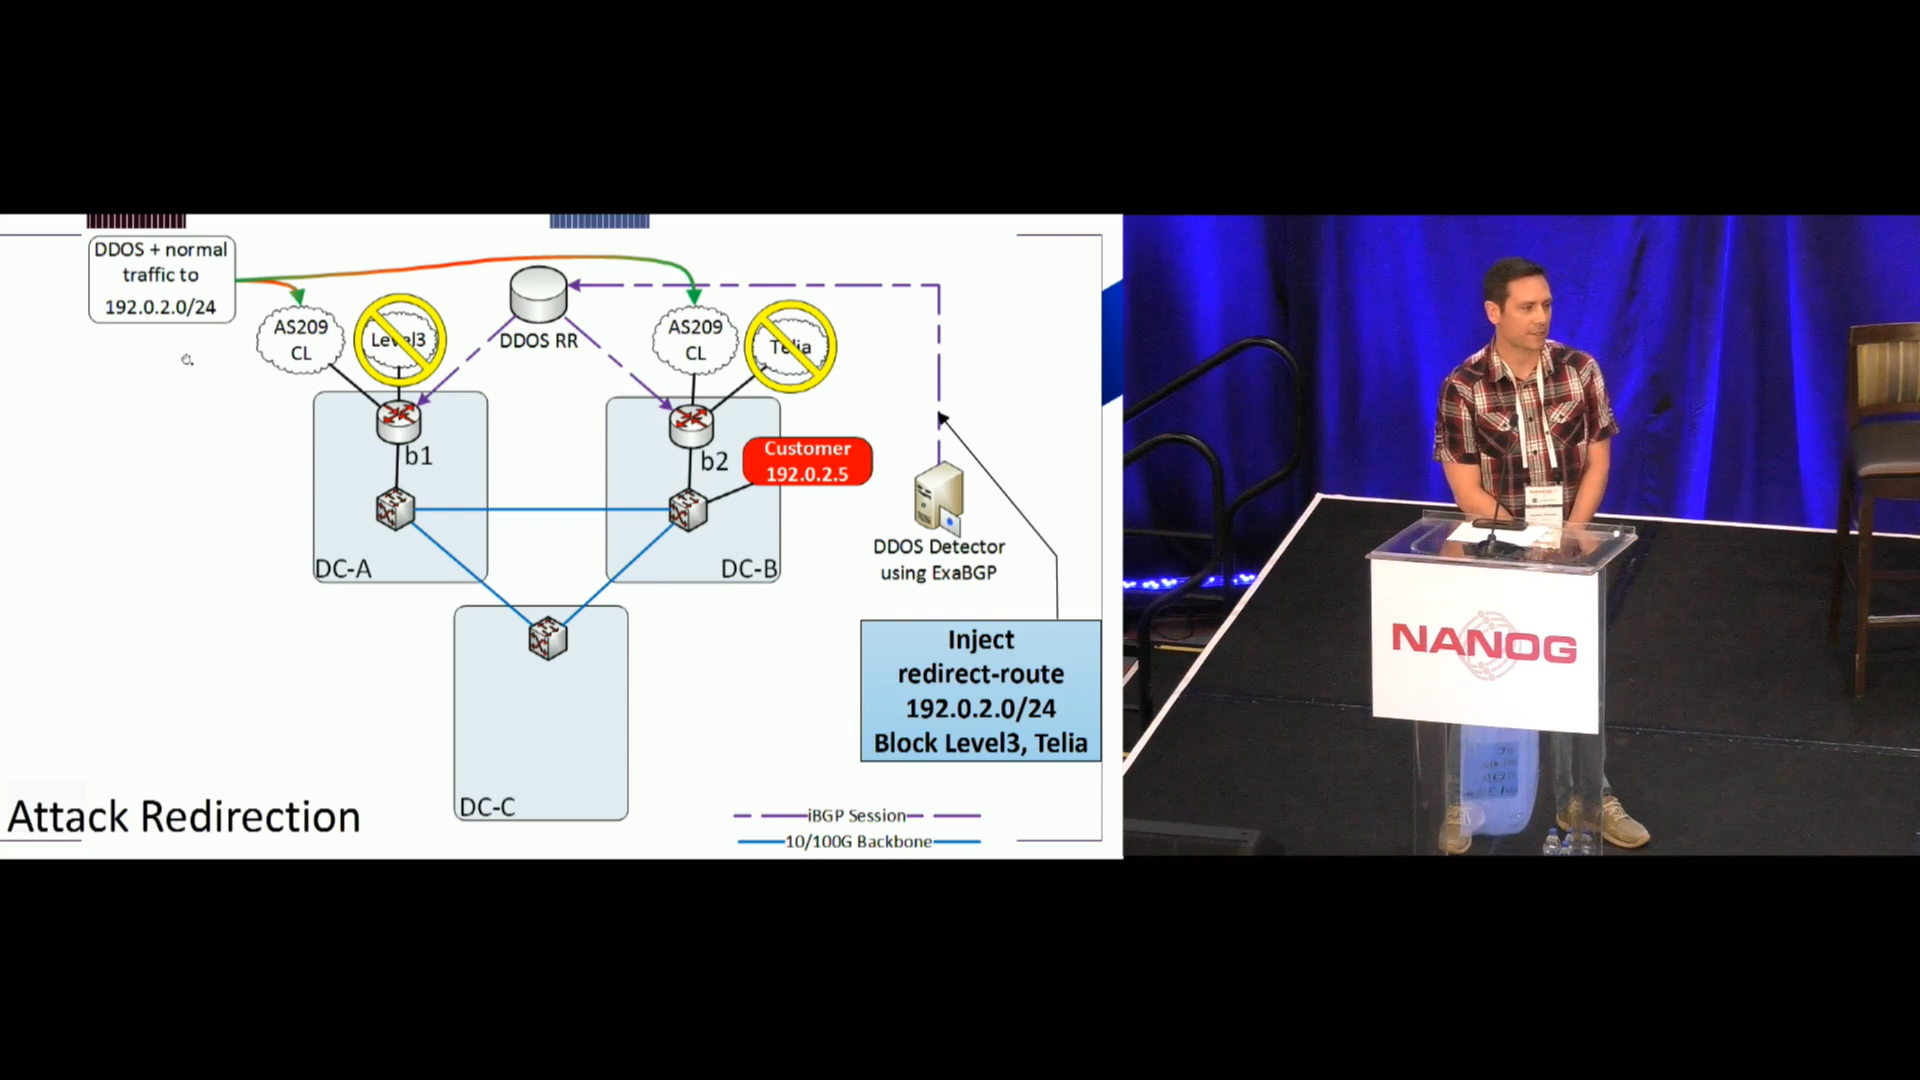 DDOS + normal
traffic to
192.0.2.0/24
AS209
CL
Level3
DDOS RR
AS209
CL
Telia
b1
b2
Customer
192.0.2.5
DC-A
DC-B
DDOS Detector
using ExaBGP
Inject
redirect-route
192.0.2.0/24
Block Level3, Telia
DC-C
Attack Redirection
iBGP Session
10/100G Backbone
NANOG